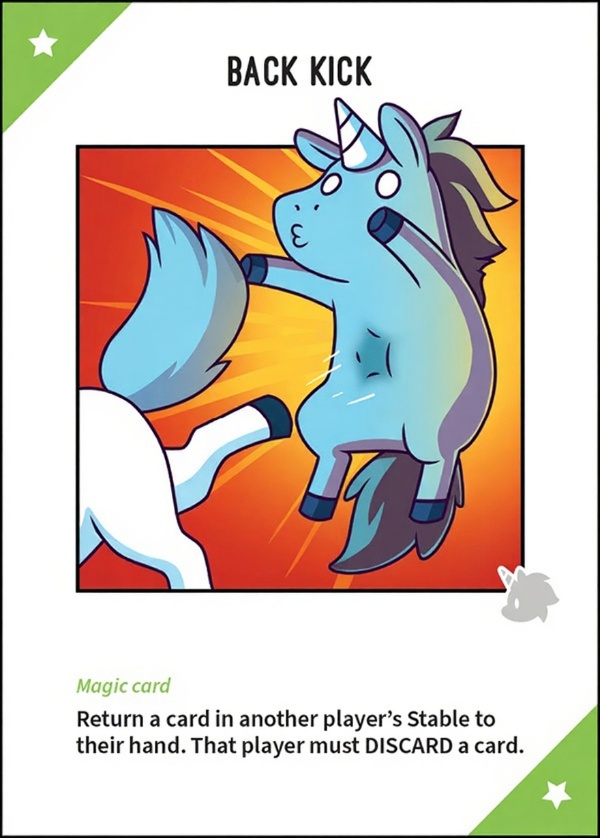 BACK KICK
Magic card
Return a card in another player’s Stable to
their hand. That player must DISCARD a card.